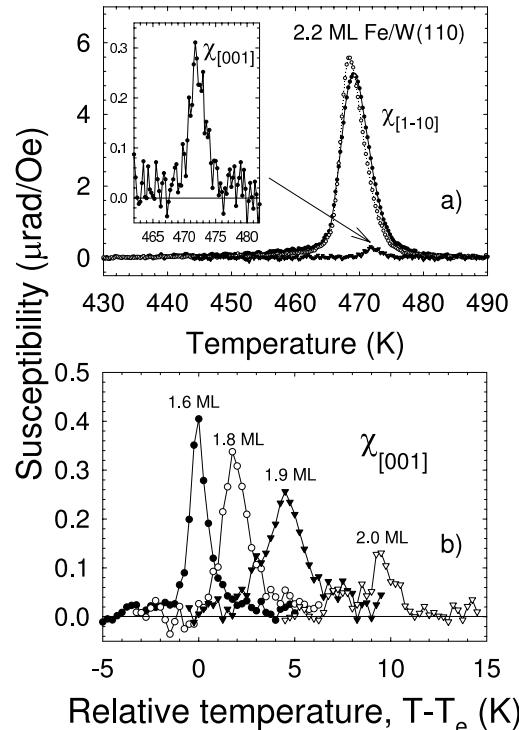 2.2 ML Fe/W(110)
χ[001]
0.3
0.2
0.1
0.0
465 470 475 480
χ[1-10]
a)
6
4
2
0
430 440 450 460 470 480 490
Temperature (K)
Susceptibility (μrad/Oe)
0.5
0.4
0.3
0.2
0.1
0.0
1.6 ML
1.8 ML
1.9 ML
2.0 ML
χ[001]
b)
-5 0 5 10 15
Relative temperature, T-Te (K)